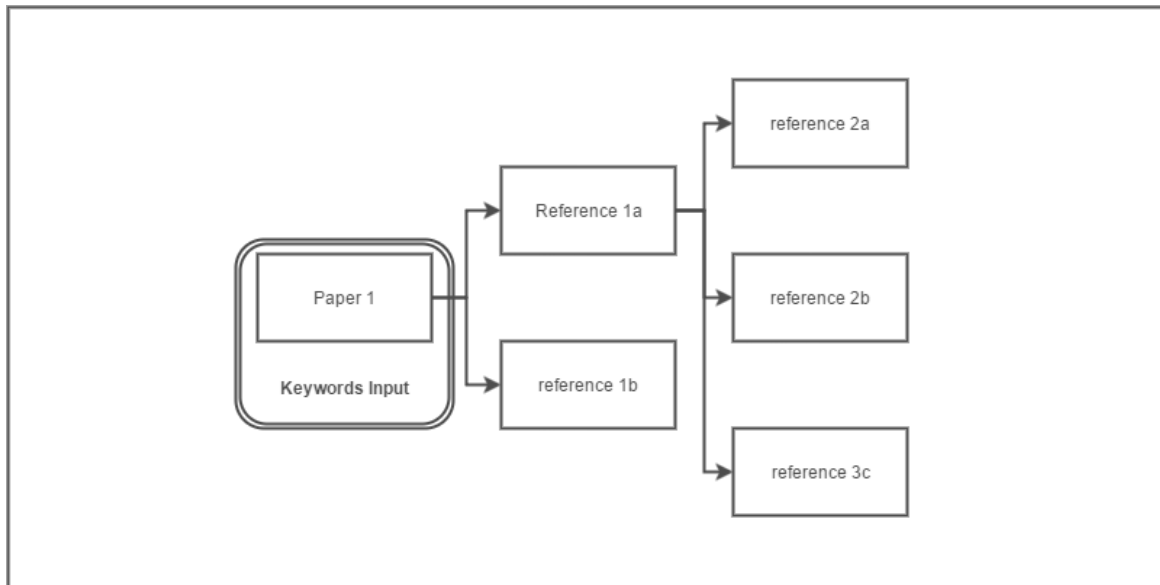 reference 2a
Reference 1a
Paper 1
reference 2b
Keywords Input
reference 1b
reference 3c